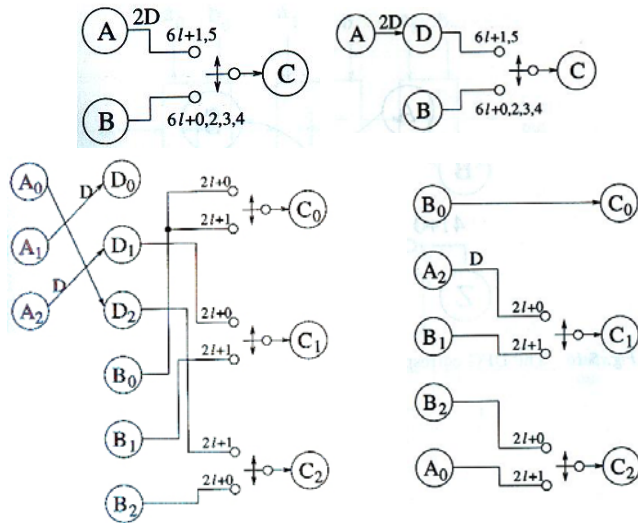 A 2D 6l+1,5
C
B 6l+0,2,3,4
A 2D D 6l+1,5
C
B 6l+0,2,3,4
A0 D D0 2l+0
2l+1 C0
A1 D1
D
A2 D2 2l+0
C1
2l+1
B0
B1 2l+1
C2
2l+0
B2
B0 C0
A2 D
2l+0
B1 2l+1 C1
B2
2l+0
A0 2l+1 C2